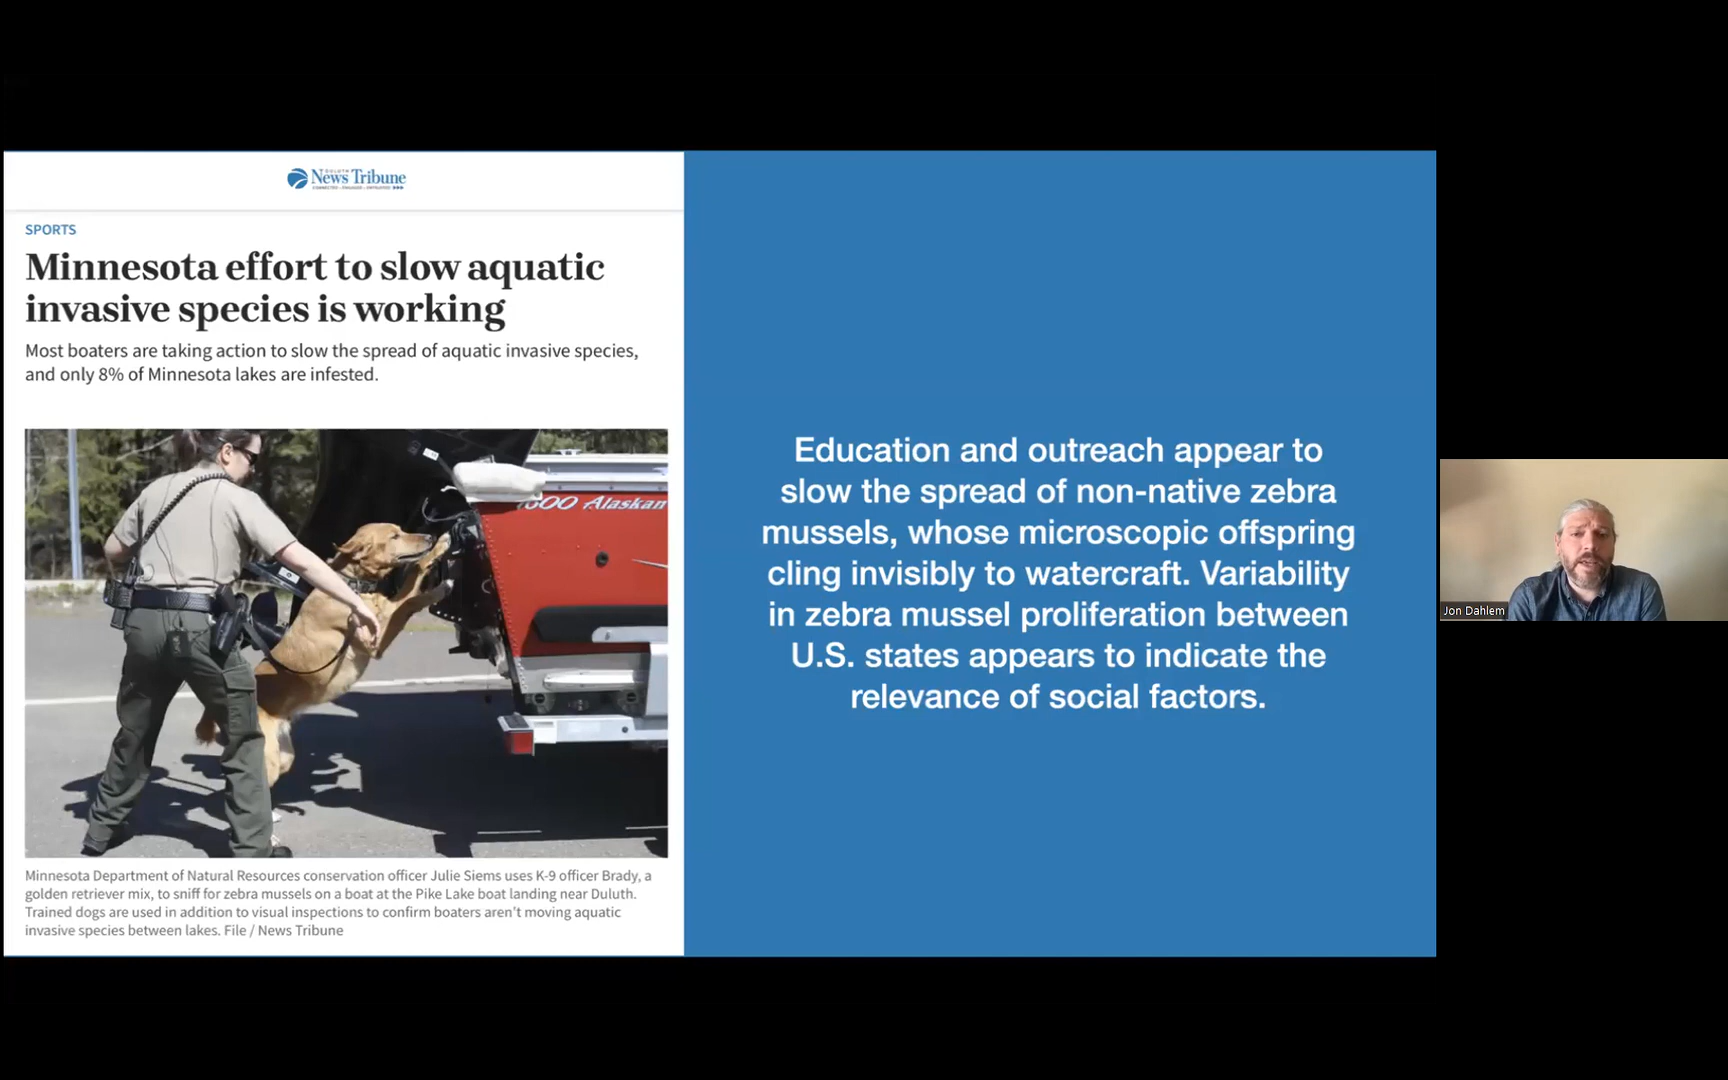 DULUTH
News Tribune
SPORTS
Minnesota effort to slow aquatic
invasive species is working
Most boaters are taking action to slow the spread of aquatic invasive species,
and only 8% of Minnesota lakes are infested.
Alaskan
Minnesota Department of Natural Resources conservation officer Julie Siems uses K-9 officer Brady, a
golden retriever mix, to sniff for zebra mussels on a boat at the Pike Lake boat landing near Duluth.
Trained dogs are used in addition to visual inspections to confirm boaters aren't moving aquatic
invasive species between lakes. File / News Tribune
Education and outreach appear to
slow the spread of non-native zebra
mussels, whose microscopic offspring
cling invisibly to watercraft. Variability
in zebra mussel proliferation between
U.S. states appears to indicate the
relevance of social factors.
Jon Dahlem